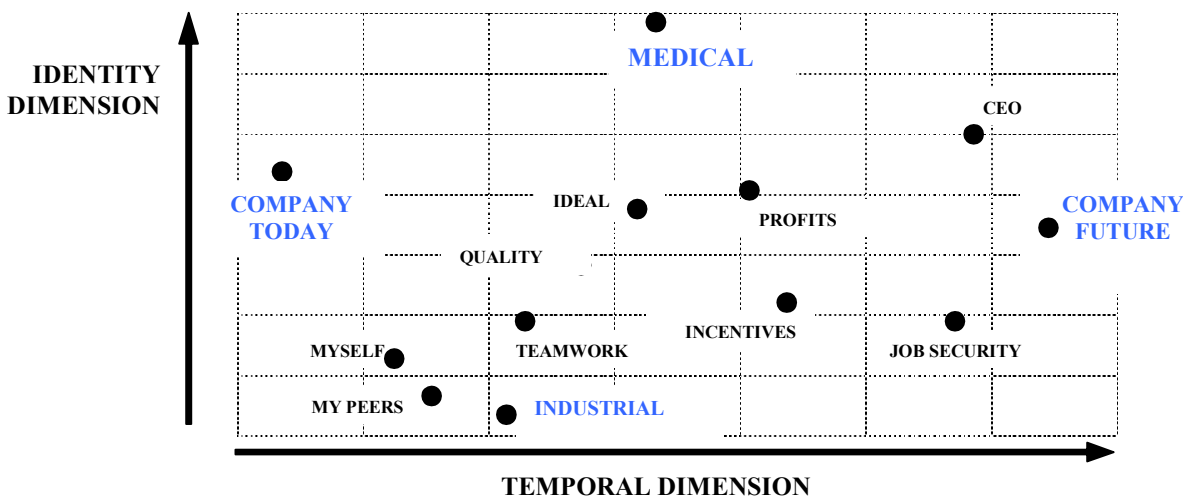 MEDICAL
IDENTITY
DIMENSION
CEO
COMPANY
TODAY
IDEAL
PROFITS
COMPANY
FUTURE
QUALITY
INCENTIVES
MYSELF
TEAMWORK
JOB SECURITY
MY PEERS
INDUSTRIAL
TEMPORAL DIMENSION